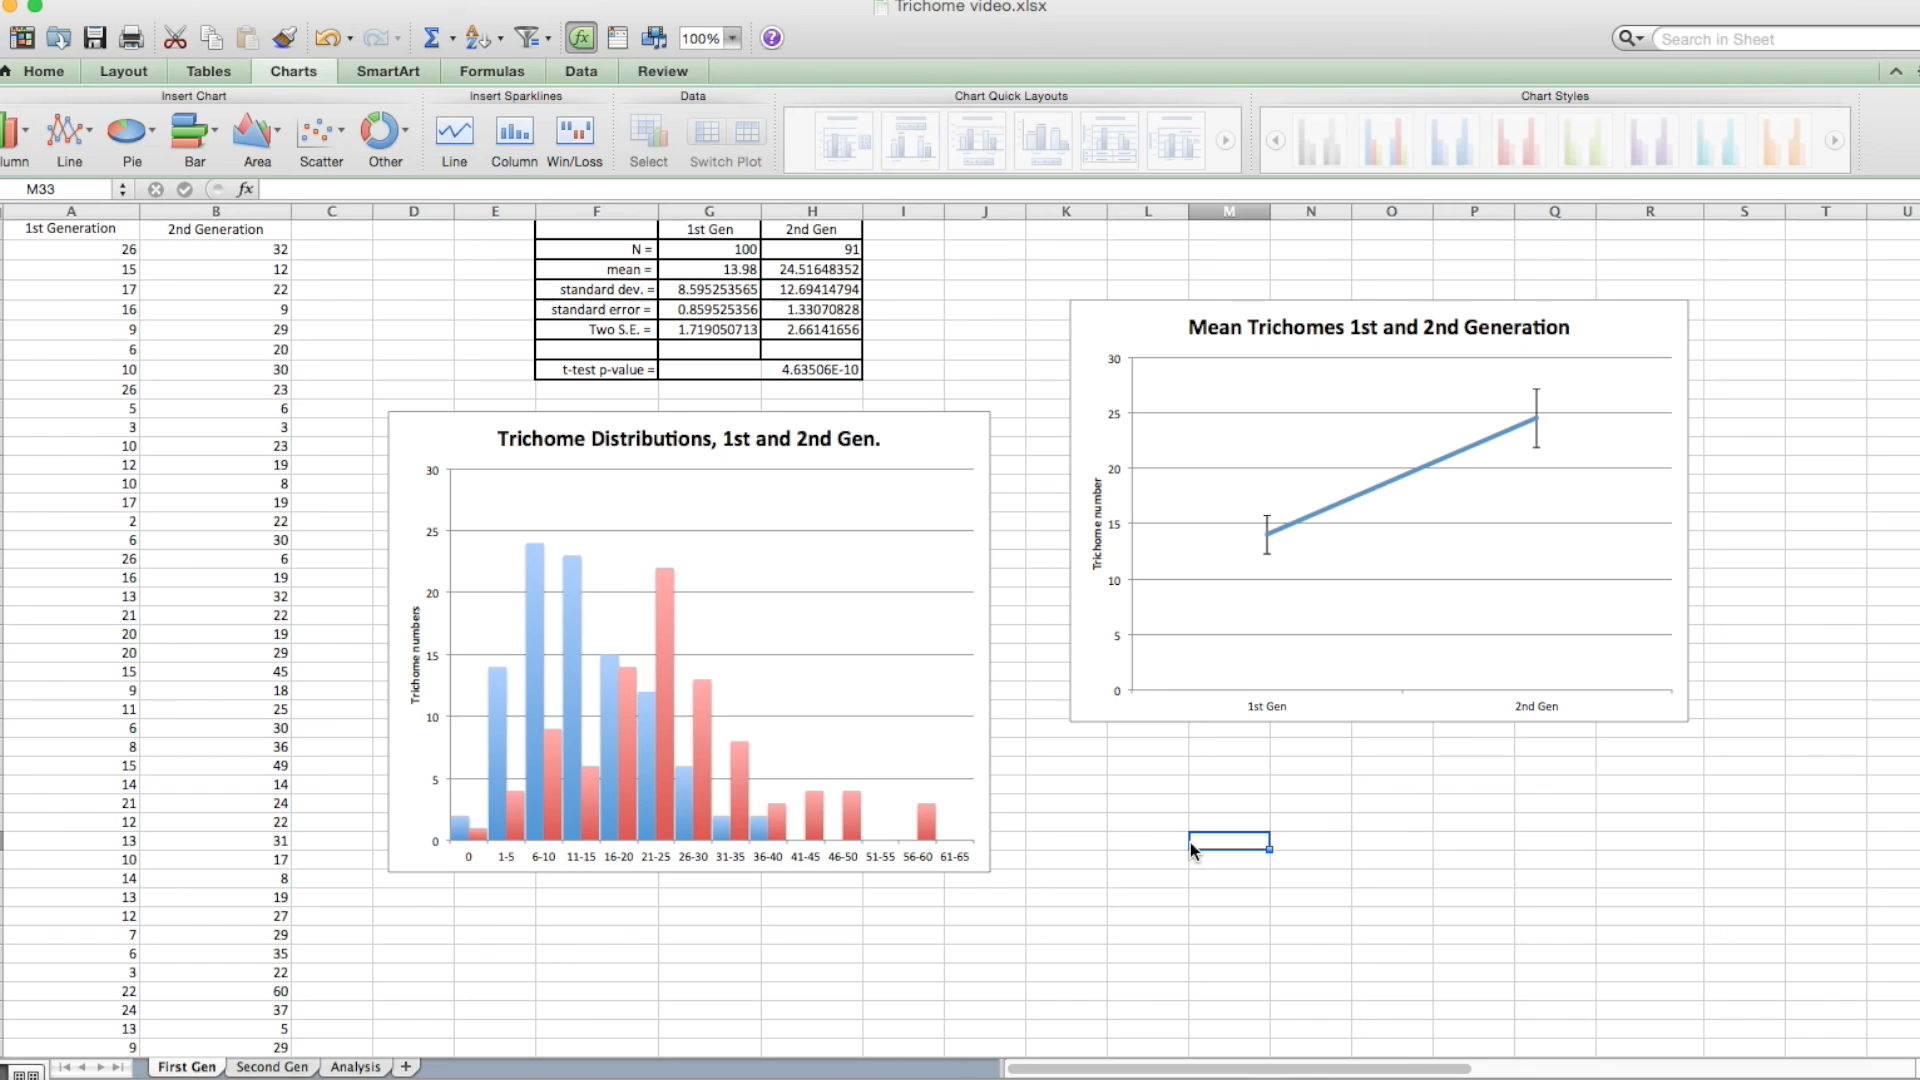 Trichome video.xlsx
100%
Search in Sheet
Home Layout Tables Charts SmartArt Formulas Data Review
Insert Chart Insert Sparklines Data Chart Quick Layouts Chart Styles
lumn Line Pie Bar Area Scatter Other Line Column Win/Loss Select Switch Plot
M33 fx
A B C D E F G H I J K L M N O P Q R S T U
1st Generation 2nd Generation 1st Gen 2nd Gen
26 32 N = 100 91
15 12 mean = 13.98 24.51648352
17 22 standard dev. = 8.595253565 12.69414794
16 9 standard error = 0.859525356 1.33070828
9 29 Two S.E. = 1.719050713 2.66141656
6 20
10 30 t-test p-value = 4.63506E-10
26 23
5 6
3 3
10 23
12 19
10 8
17 19
2 22
6 30
26 6
16 19
13 32
21 22
20 19
20 29
15 45
9 18
11 25
6 30
8 36
15 49
14 14
21 24
12 22
13 31
10 17
14 8
13 19
12 27
7 29
6 35
3 22
22 60
24 37
13 5
9 29
Trichome Distributions, 1st and 2nd Gen.
Trichome numbers
30
25
20
15
10
5
0
0 1-5 6-10 11-15 16-20 21-25 26-30 31-35 36-40 41-45 46-50 51-55 56-60 61-65
Mean Trichomes 1st and 2nd Generation
Trichome number
30
25
20
15
10
5
0
1st Gen 2nd Gen
First Gen Second Gen Analysis +